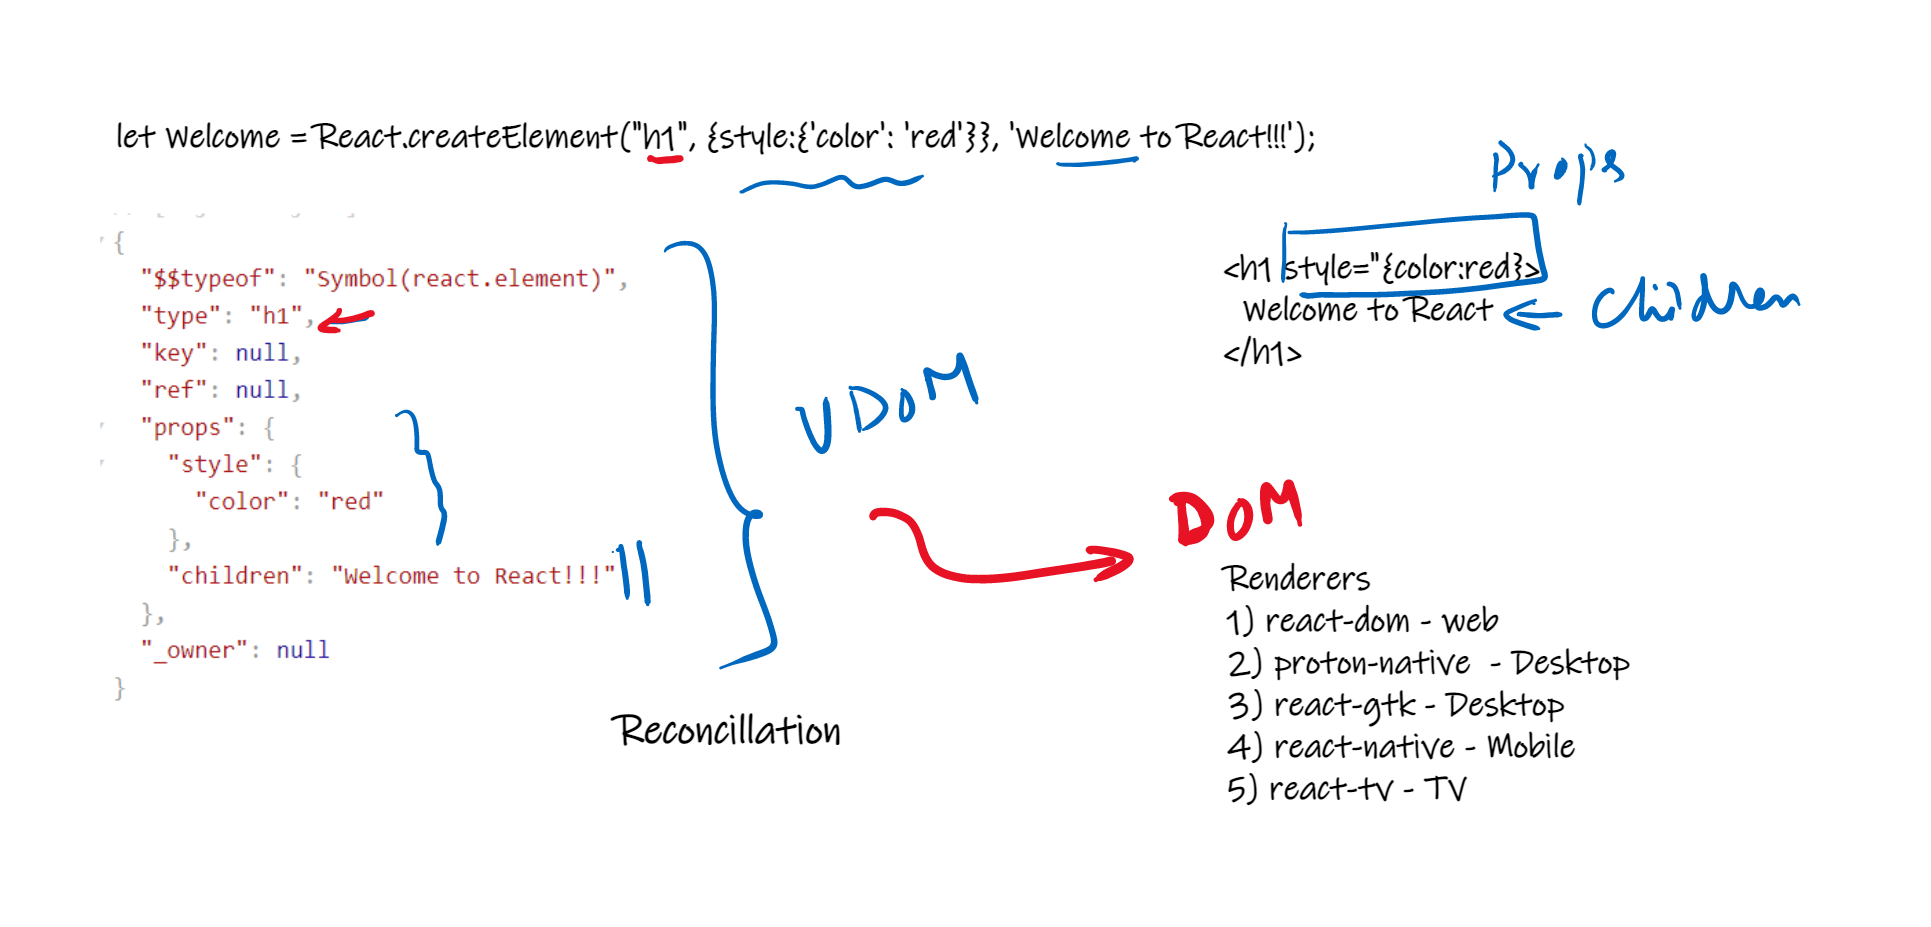 let Welcome = React.createElement("h1", {style:{'color': 'red'}}, 'Welcome to React!!!');
Props
{
"$$typeof": "Symbol(react.element)",
"type": "h1",
"key": null,
"ref": null,
"props": {
"style": {
"color": "red"
},
"children": "Welcome to React!!!"
},
"_owner": null
}
VDOM
Reconcillation
<h1 style="{color:red}>
Welcome to React
</h1>
Children
DOM
Renderers
1) react-dom - web
2) proton-native - Desktop
3) react-gtk - Desktop
4) react-native - Mobile
5) react-tv - TV